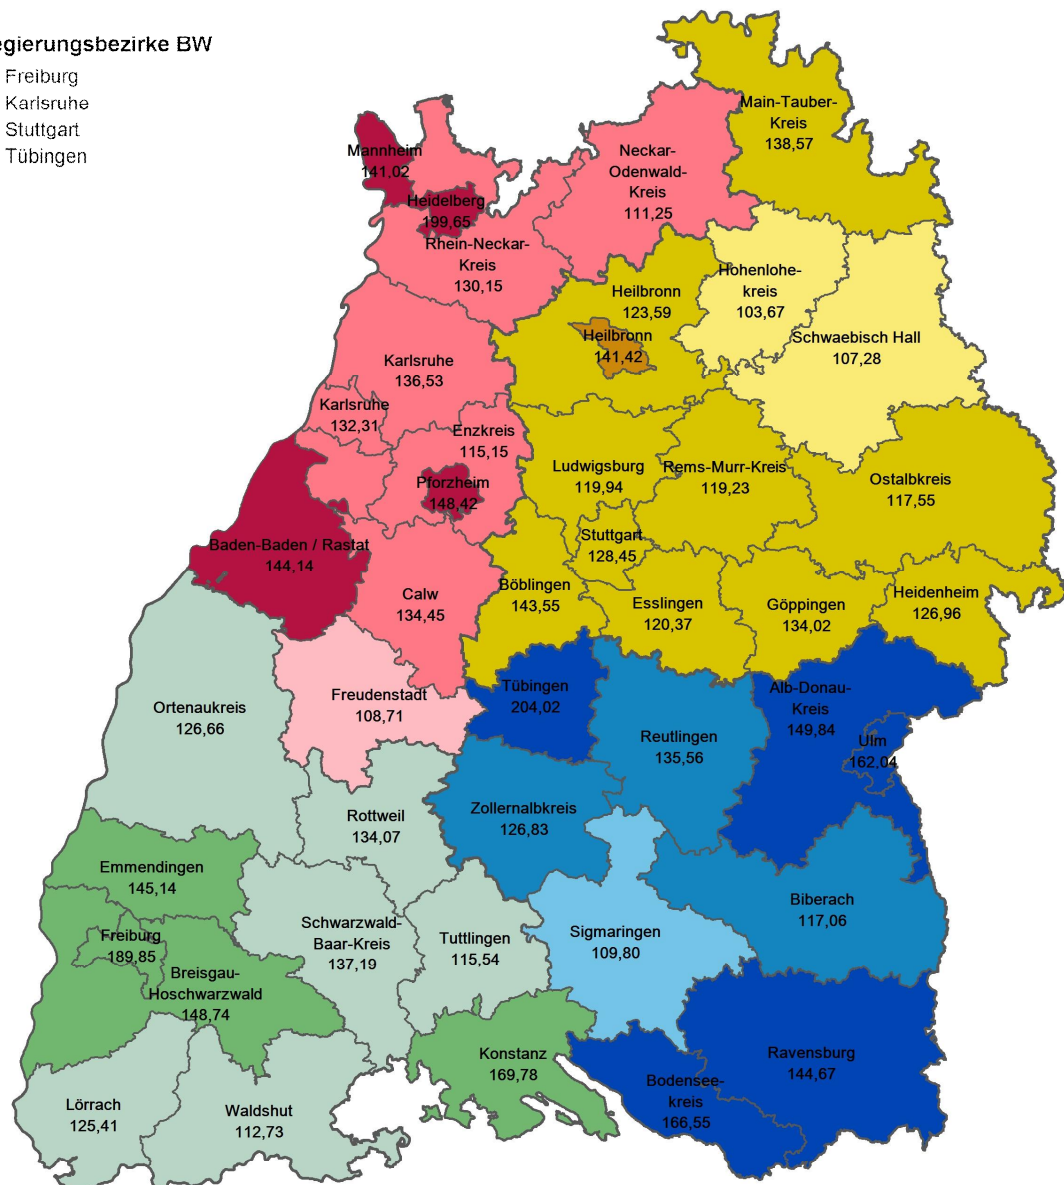 egierungsbezirke BW
Freiburg
Karlsruhe
Stuttgart
Tübingen
Main-Tauber-
Kreis
138,57
Mannheim
141,02
Neckar-
Odenwald-
Kreis
111,25
Heidelberg
199,65
Rhein-Neckar-
Kreis
130,15
Hohenlohe-
kreis
103,67
Heilbronn
123,59
Heilbronn
141,42
Schwaebisch Hall
107,28
Karlsruhe
136,53
Karlsruhe
132,31
Enzkreis
115,15
Pforzheim
148,42
Ludwigsburg
119,94
Rems-Murr-Kreis
119,23
Ostalbkreis
117,55
Stuttgart
128,45
Baden-Baden / Rastat
144,14
Calw
134,45
Böblingen
143,55
Esslingen
120,37
Göppingen
134,02
Heidenheim
126,96
Ortenaukreis
126,66
Freudenstadt
108,71
Tübingen
204,02
Reutlingen
135,56
Alb-Donau-
Kreis
149,84
Ulm
162,04
Rottweil
134,07
Zollernalbkreis
126,83
Emmendingen
145,14
Biberach
117,06
Freiburg
189,85
Schwarzwald-
Baar-Kreis
137,19
Tuttlingen
115,54
Sigmaringen
109,80
Breisgau-
Hoschwarzwald
148,74
Konstanz
169,78
Ravensburg
144,67
Bodensee-
kreis
166,55
Lörrach
125,41
Waldshut
112,73